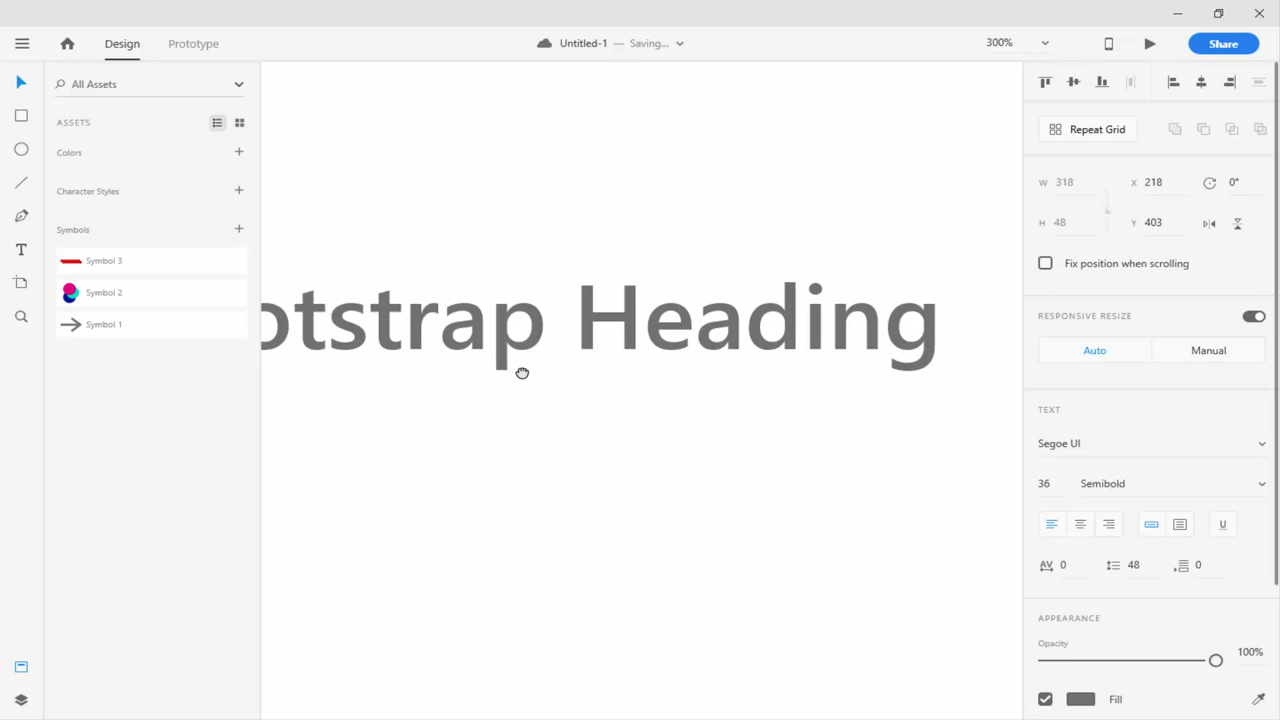 Design
Prototype
Untitled-1 — Saving...
300%
Share
All Assets
ASSETS
Colors
Character Styles
Symbols
Symbol 3
Symbol 2
Symbol 1
otstrap Heading
Repeat Grid
W 318 X 218 0°
H 48 Y 403
Fix position when scrolling
RESPONSIVE RESIZE
Auto Manual
TEXT
Segoe UI
36 Semibold
U
AV 0 48 0
APPEARANCE
Opacity
100%
Fill